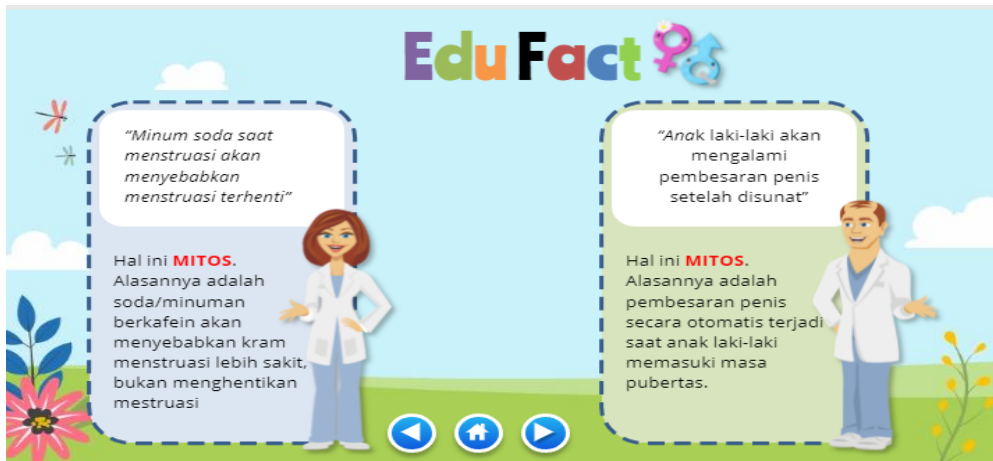 Edu Fact
“Minum soda saat
menstruasi akan
menyebabkan
menstruasi terhenti”
Hal ini MITOS.
Alasannya adalah
soda/minuman
berkafein akan
menyebabkan kram
menstruasi lebih sakit,
bukan menghentikan
mestruasi
“Anak laki-laki akan
mengalami
pembesaran penis
setelah disunat”
Hal ini MITOS.
Alasannya adalah
pembesaran penis
secara otomatis terjadi
saat anak laki-laki
memasuki masa
pubertas.